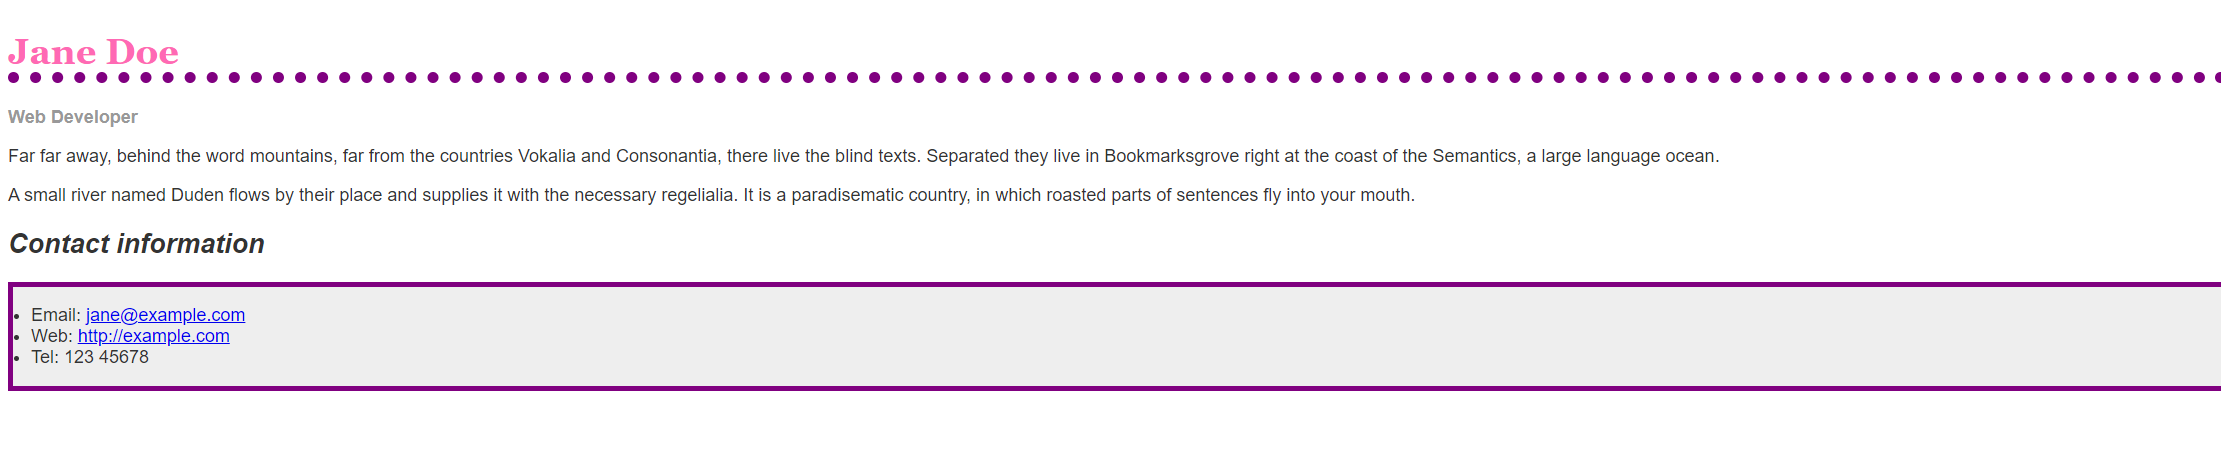 Jane Doe
Web Developer
Far far away, behind the word mountains, far from the countries Vokalia and Consonantia, there live the blind texts. Separated they live in Bookmarksgrove right at the coast of the Semantics, a large language ocean.
A small river named Duden flows by their place and supplies it with the necessary regelialia. It is a paradisematic country, in which roasted parts of sentences fly into your mouth.
Contact information
Email: jane@example.com
Web: http://example.com
Tel: 123 45678